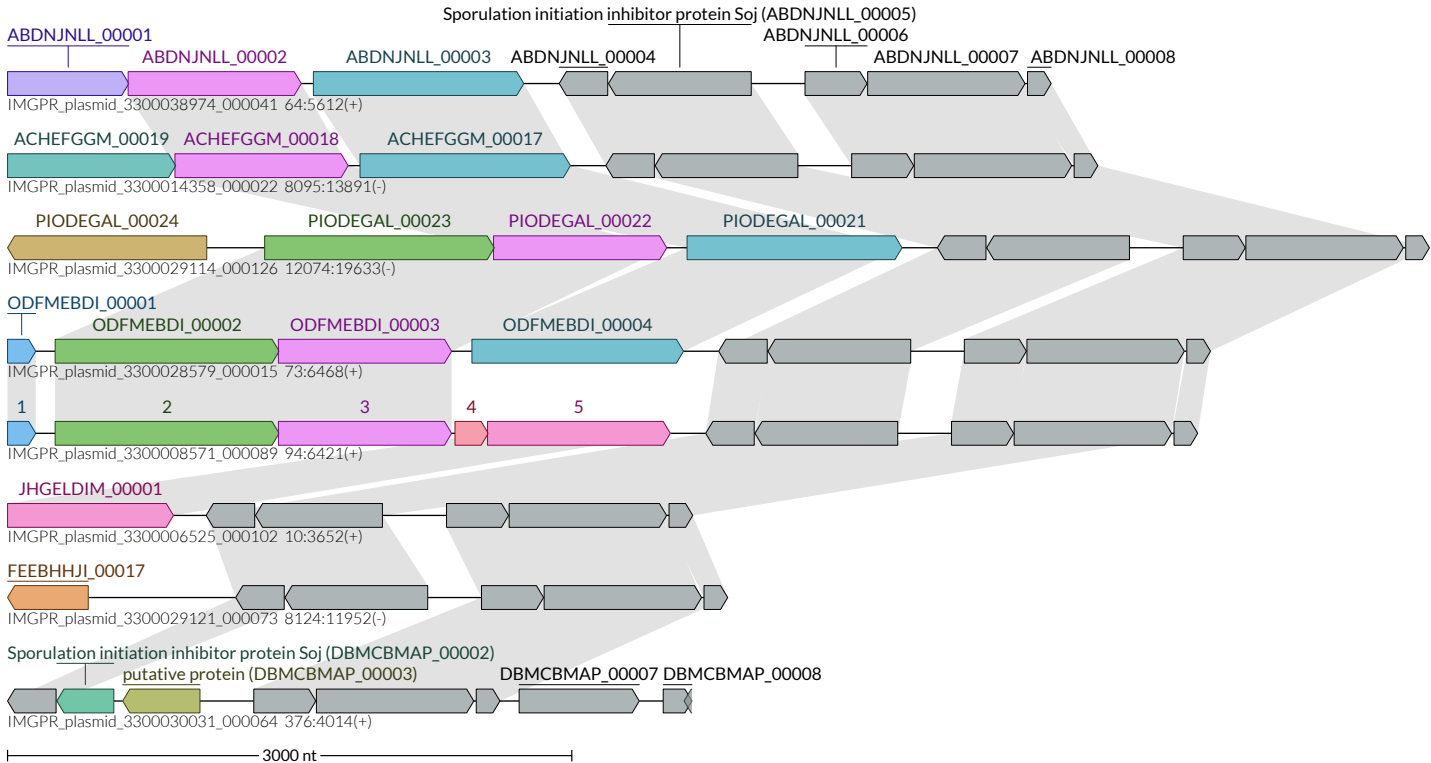 Sporulation initiation inhibitor protein Soj (ABDNJNLL_00005)
ABDNJNLL_00001 ABDNJNLL_00006
ABDNJNLL_00002 ABDNJNLL_00003 ABDNJNLL_00004 ABDNJNLL_00007 ABDNJNLL_00008
IMGPR_plasmid_3300038974_000041 64:5612(+)
ACHEFGGM_00019 ACHEFGGM_00018 ACHEFGGM_00017
IMGPR_plasmid_3300014358_000022 8095:13891(-)
PIODEGAL_00024 PIODEGAL_00023 PIODEGAL_00022 PIODEGAL_00021
IMGPR_plasmid_3300029114_000126 12074:19633(-)
ODFMEBDI_00001
ODFMEBDI_00002 ODFMEBDI_00003 ODFMEBDI_00004
IMGPR_plasmid_3300028579_000015 73:6468(+)
1 2 3 4 5
IMGPR_plasmid_3300008571_000089 94:6421(+)
JHGELDIM_00001
IMGPR_plasmid_3300006525_000102 10:3652(+)
FEEBHHJI_00017
IMGPR_plasmid_3300029121_000073 8124:11952(-)
Sporulation initiation inhibitor protein Soj (DBMCBMAP_00002)
putative protein (DBMCBMAP_00003) DBMCBMAP_00007 DBMCBMAP_00008
IMGPR_plasmid_3300030031_000064 376:4014(+)
3000 nt